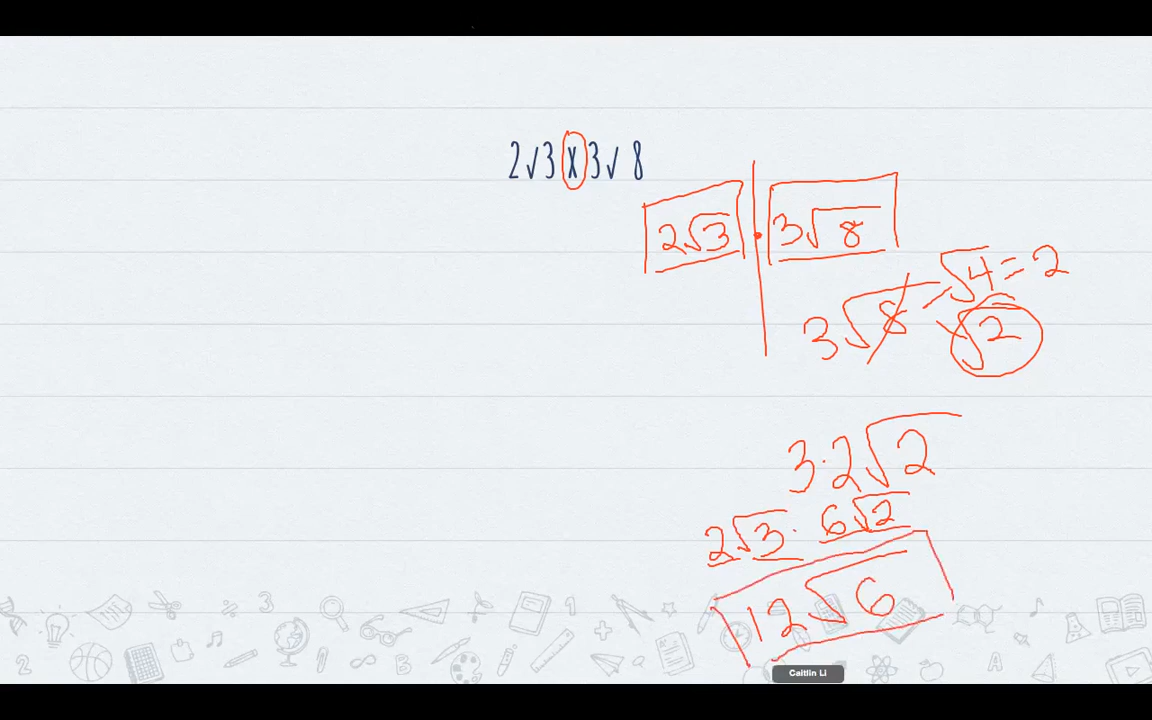 2√3 x 3√8
2√3 · 3√8
√4 = 2
3√8 √2
3·2√2
2√3 · 6√2
12√6
Caitlin Li